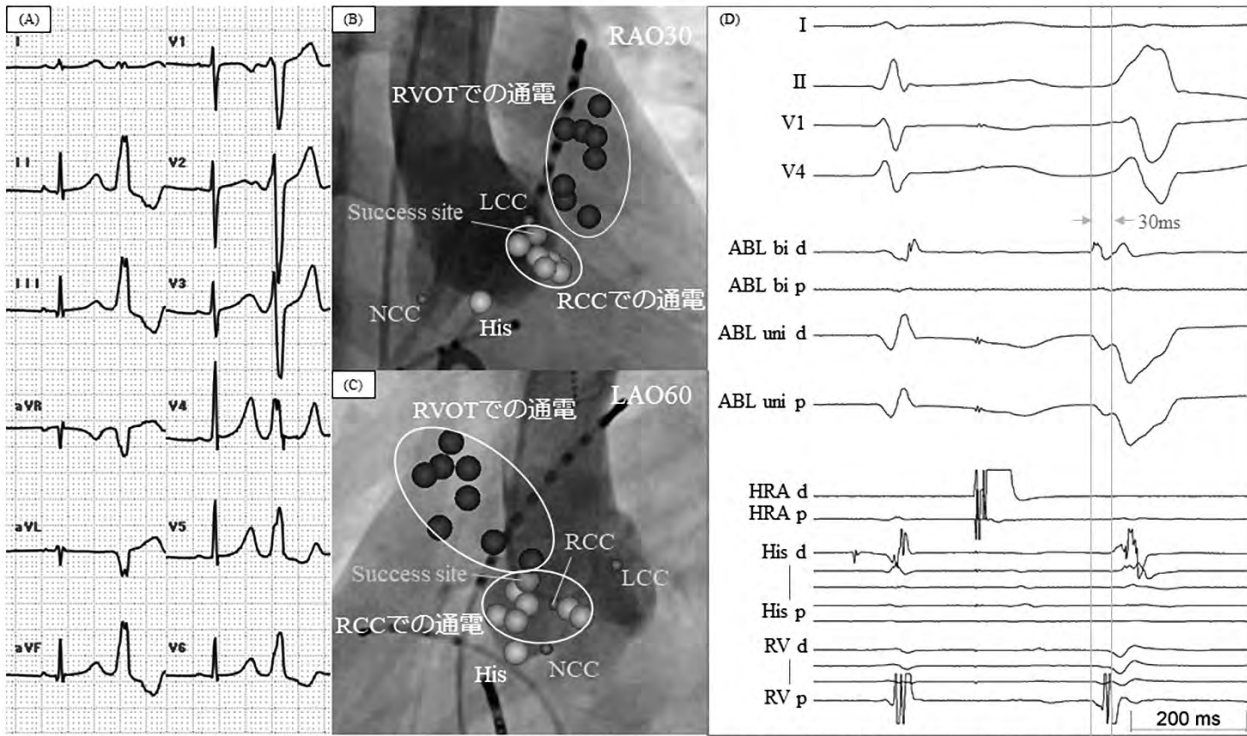 (A)
I
V1
II
V2
III
V3
aVR
V4
aVL
V5
aVF
V6
(B)
RAO30
RVOTでの通電
LCC
Success site
RCCでの通電
NCC
His
(C)
LAO60
RVOTでの通電
RCC
Success site
LCC
RCCでの通電
NCC
His
(D)
I
II
V1
V4
30ms
ABL bi d
ABL bi p
ABL uni d
ABL uni p
HRA d
HRA p
His d
His p
RV d
RV p
200 ms